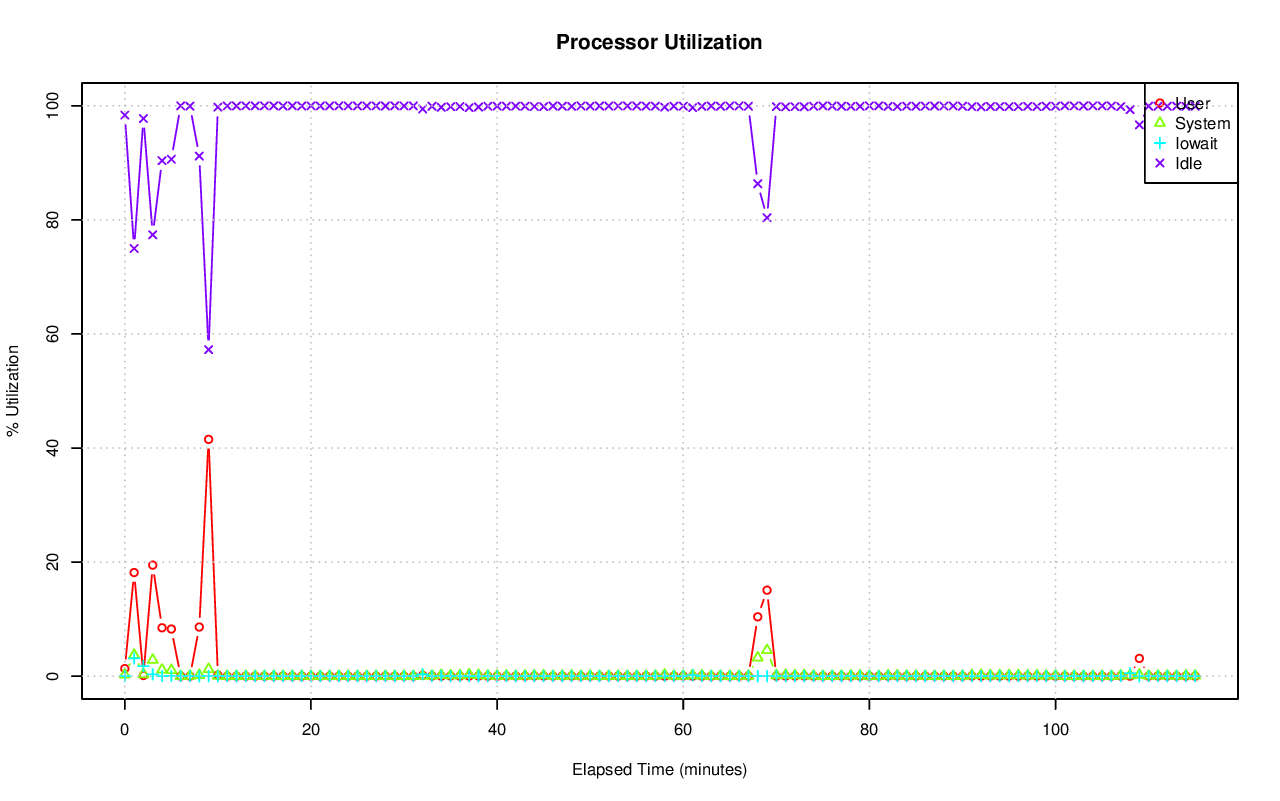 Processor Utilization
% Utilization
100
80
60
40
20
0
User
System
Iowait
Idle
0 20 40 60 80 100
Elapsed Time (minutes)